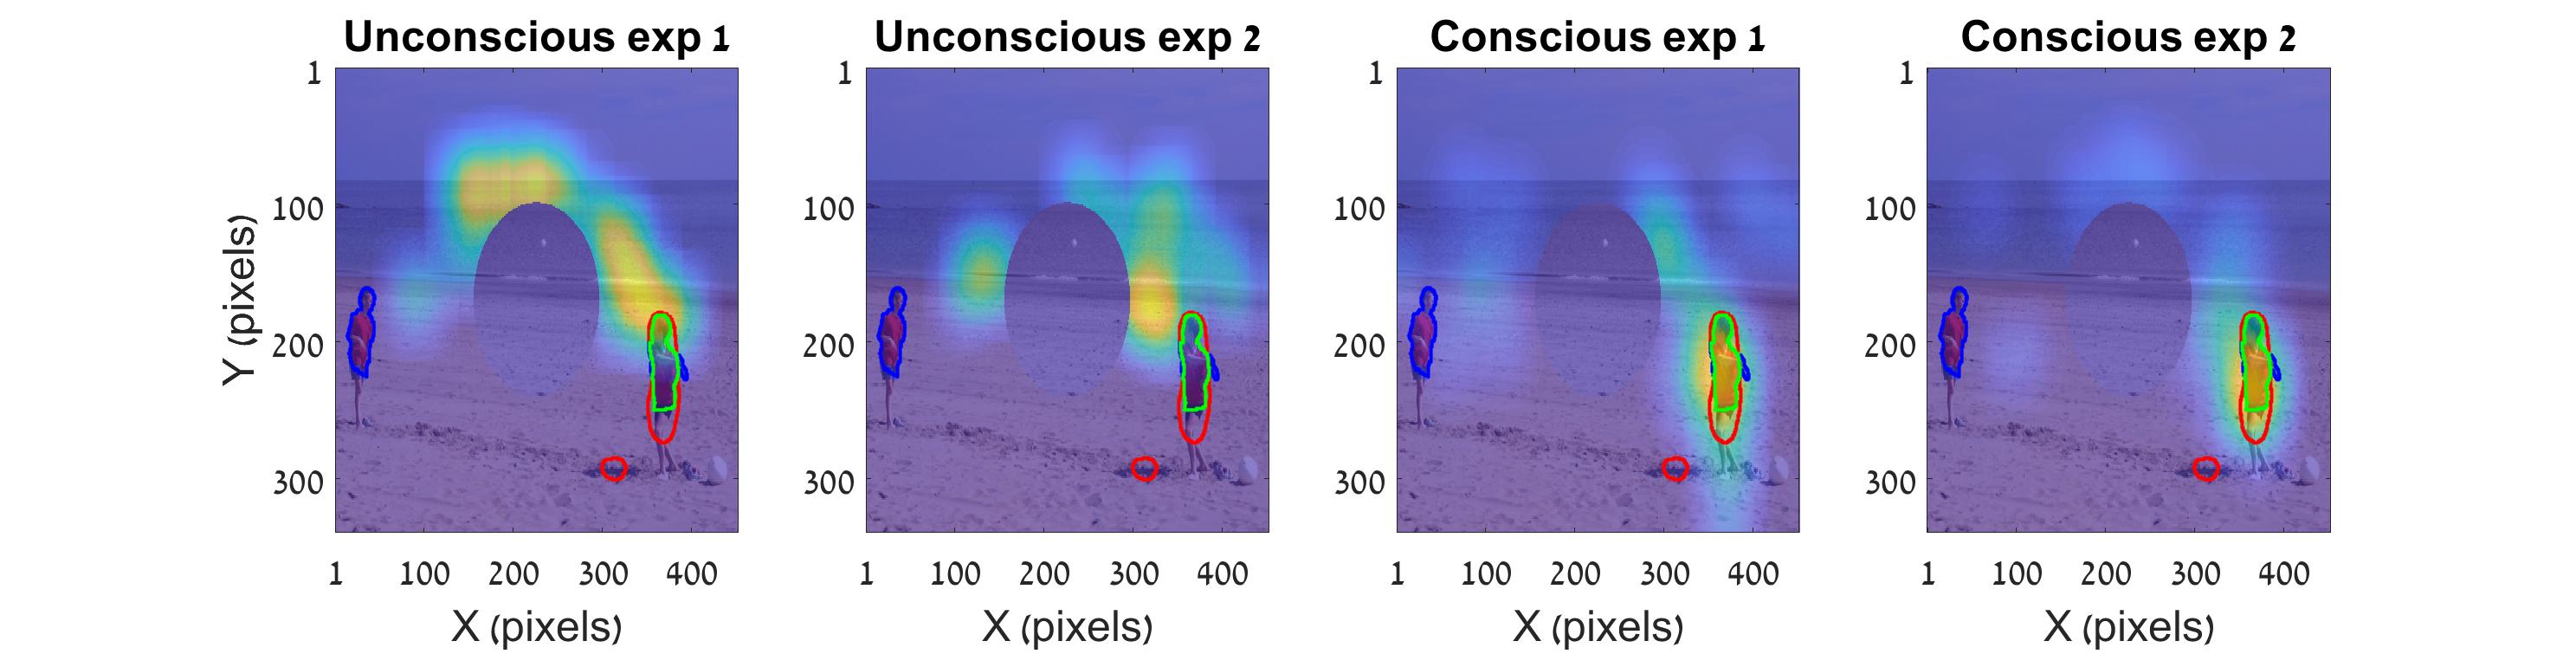 Unconscious exp 1 Unconscious exp 2 Conscious exp 1 Conscious exp 2
1 1 1 1
100 100 100 100
Y (pixels)
200 200 200 200
300 300 300 300
1 100 200 300 400 1 100 200 300 400 1 100 200 300 400 1 100 200 300 400
X (pixels) X (pixels) X (pixels) X (pixels)